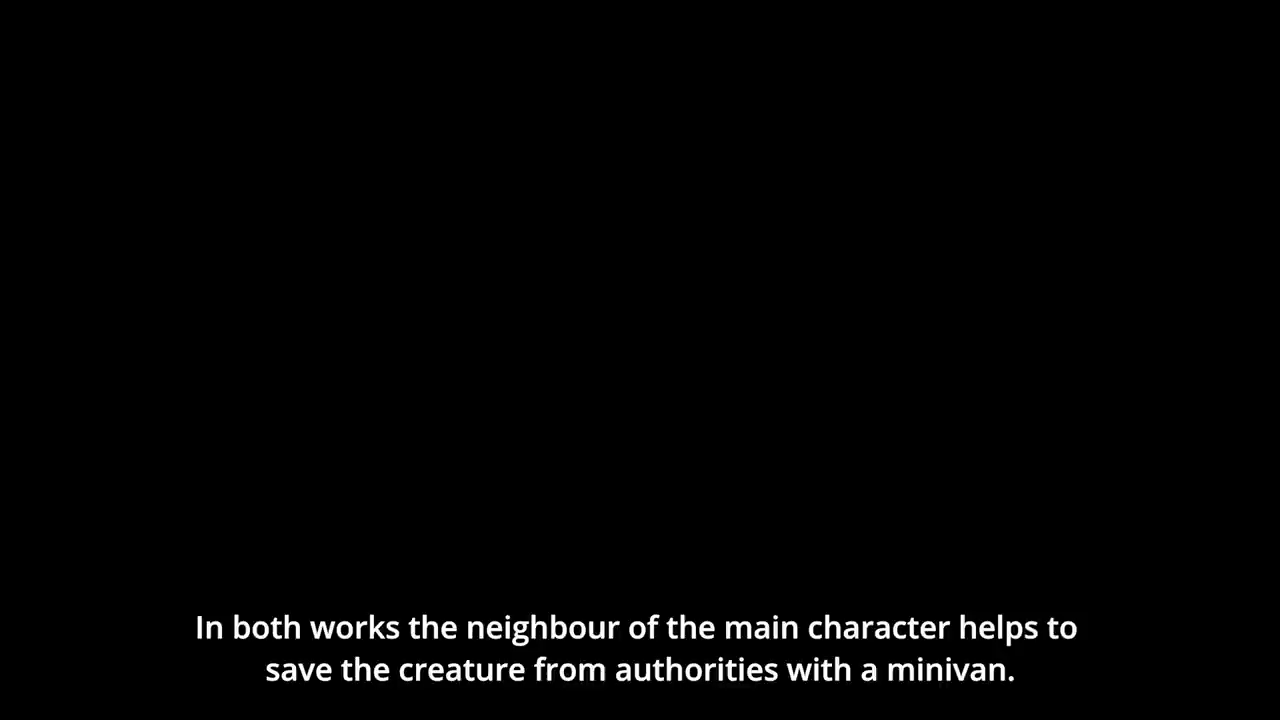 In both works the neighbour of the main character helps to
save the creature from authorities with a minivan.